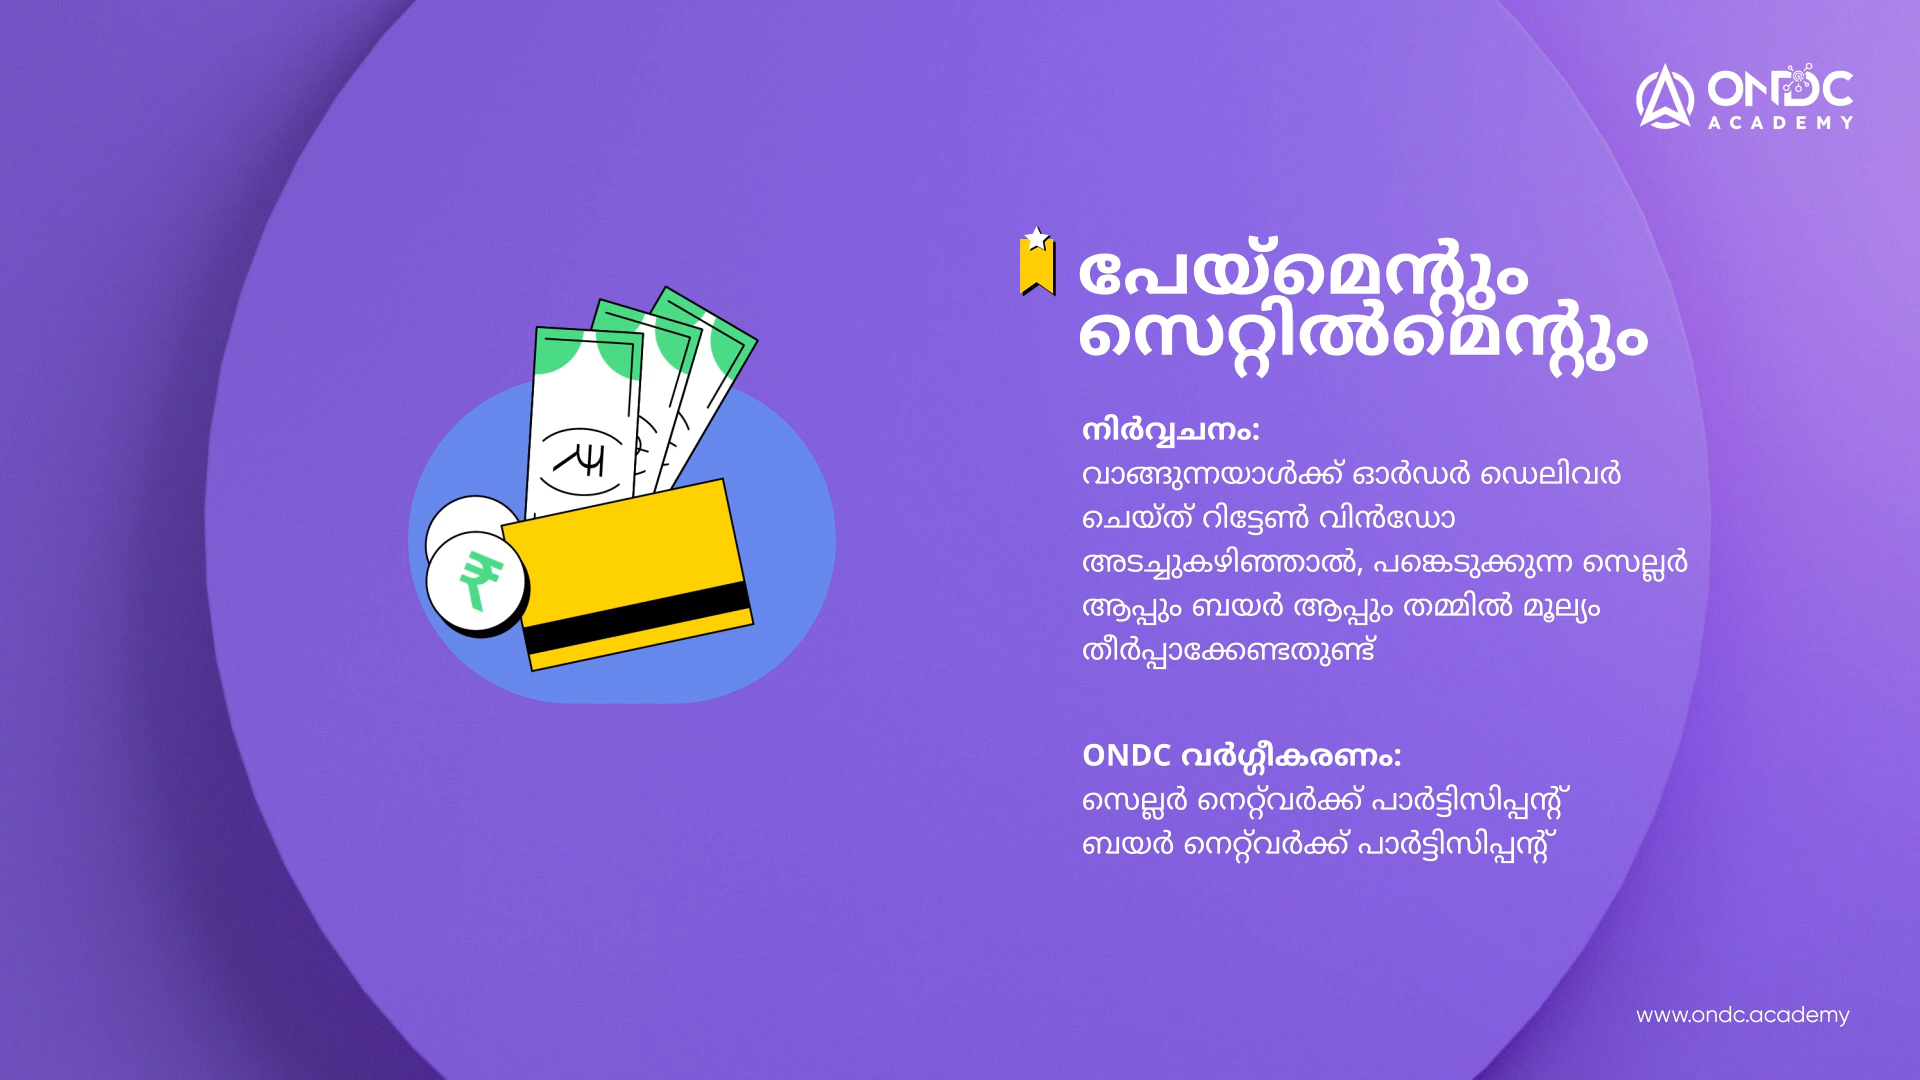 ONDC
ACADEMY
പേയ്‌മെന്റും
സെറ്റിൽമെന്റും
നിർവ്വചനം:
വാങ്ങുന്നയാൾക്ക് ഓർഡർ ഡെലിവർ
ചെയ്ത് റിട്ടേൺ വിൻഡോ
അടച്ചുകഴിഞ്ഞാൽ, പങ്കെടുക്കുന്ന സെല്ലർ
ആപ്പും ബയർ ആപ്പും തമ്മിൽ മൂല്യം
തീർപ്പാക്കേണ്ടതുണ്ട്
ONDC വർഗ്ഗീകരണം:
സെല്ലർ നെറ്റ്‌വർക്ക് പാർട്ടിസിപ്പന്റ്
ബയർ നെറ്റ്‌വർക്ക് പാർട്ടിസിപ്പന്റ്
₹
www.ondc.academy